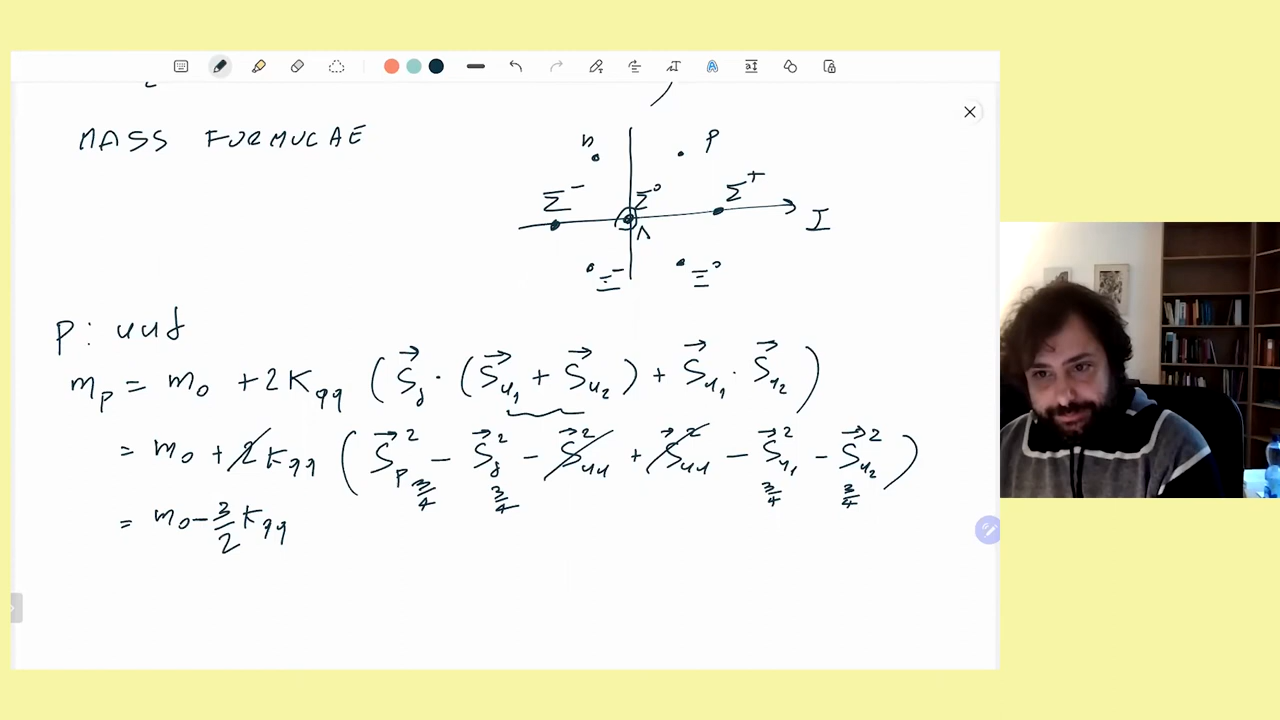 MASS FORMULAE
n p
Σ⁻ Σ⁰ Σ⁺
Λ I
Ξ⁻ Ξ⁰
p: uud
m_p = m_0 + 2K_qq (S⃗_d · (S⃗_u₁ + S⃗_u₂) + S⃗_u₁ · S⃗_u₂)
= m_0 + 2K_qq (S⃗_p² − S⃗_d² − S⃗_uu² + S⃗_uu² − S⃗_u₁² − S⃗_u₂²)
3/4 3/4 3/4 3/4
= m_0 − 3/2 K_qq